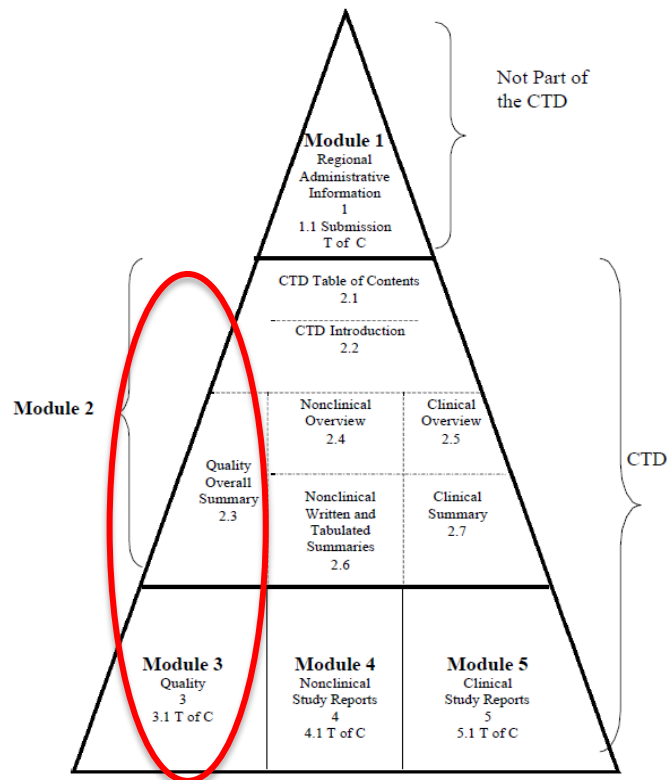 Not Part of
the CTD
Module 1
Regional
Administrative
Information
1
1.1 Submission
T of C
CTD Table of Contents
2.1
CTD Introduction
2.2
Module 2
Nonclinical
Overview
2.4
Clinical
Overview
2.5
CTD
Quality
Overall
Summary
2.3
Nonclinical
Written and
Tabulated
Summaries
2.6
Clinical
Summary
2.7
Module 3
Quality
3
3.1 T of C
Module 4
Nonclinical
Study Reports
4
4.1 T of C
Module 5
Clinical
Study Reports
5
5.1 T of C